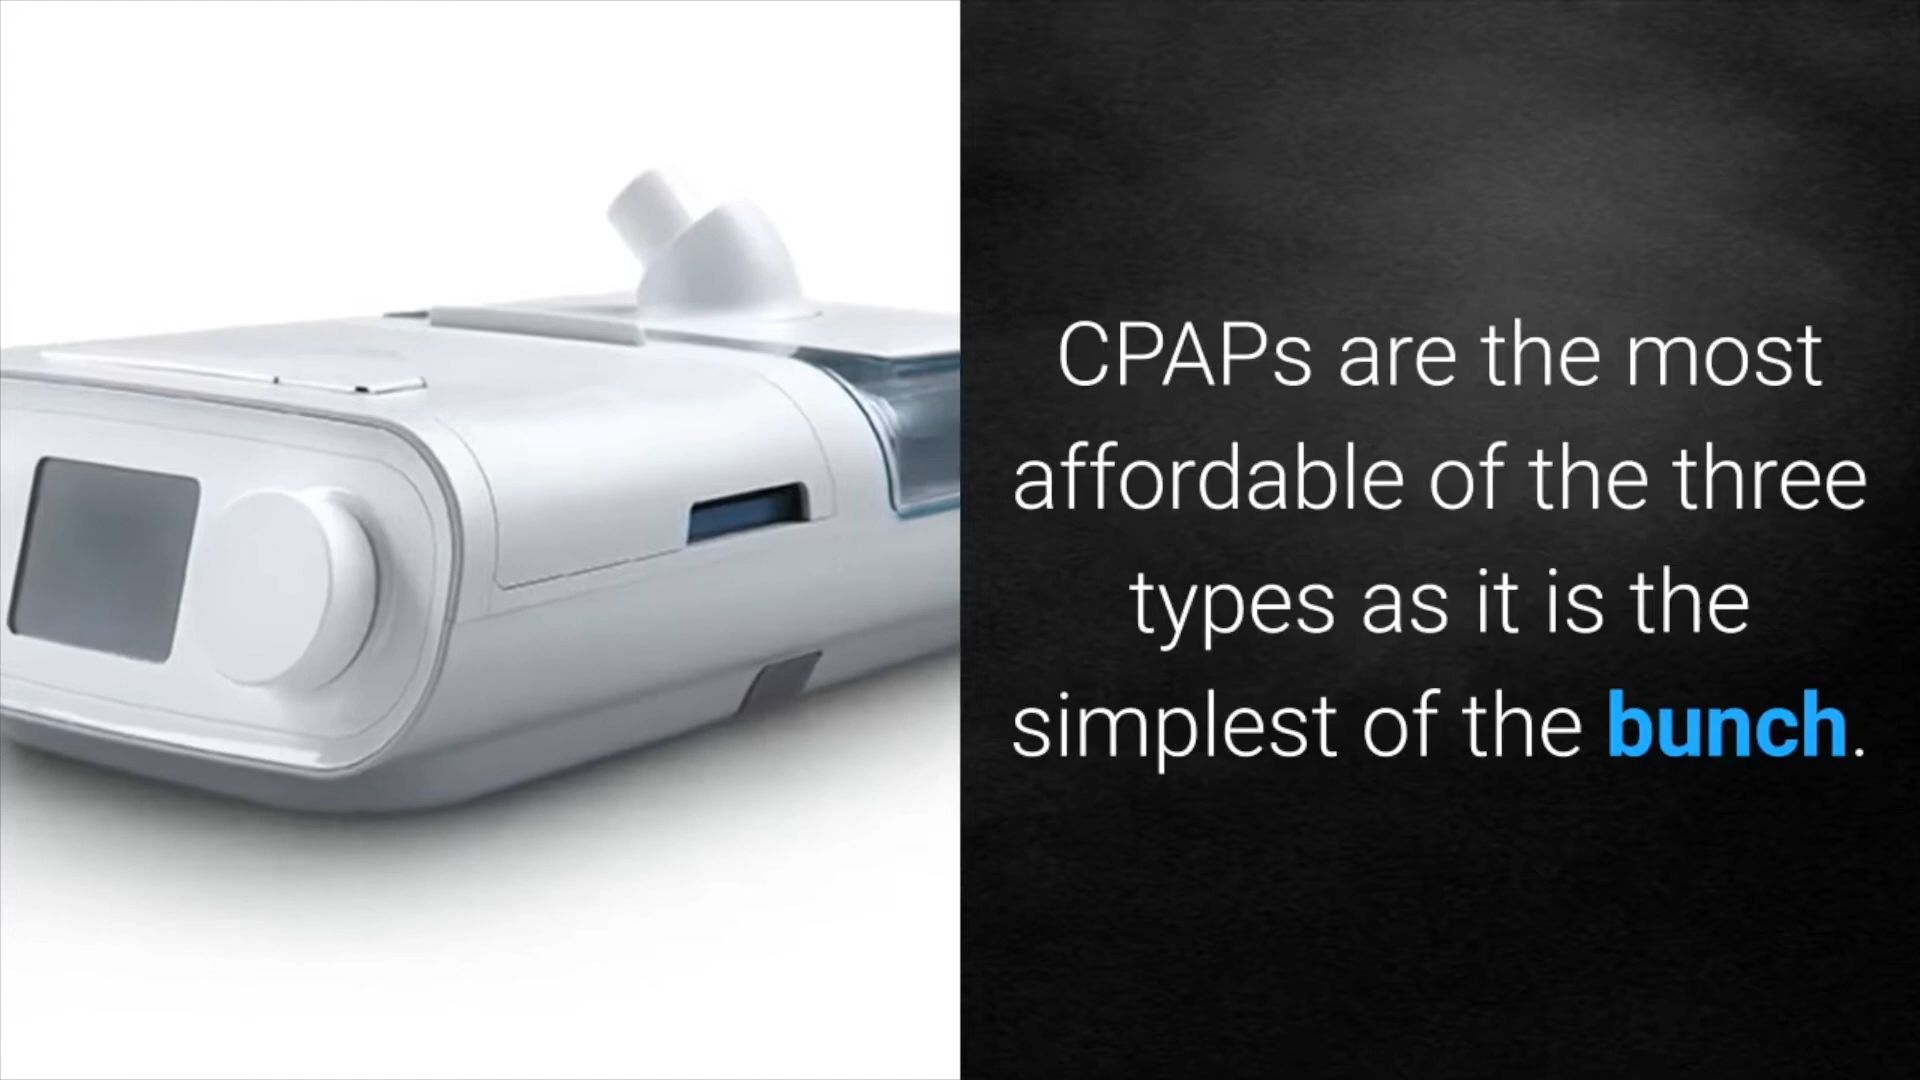 CPAPs are the most
affordable of the three
types as it is the
simplest of the bunch.